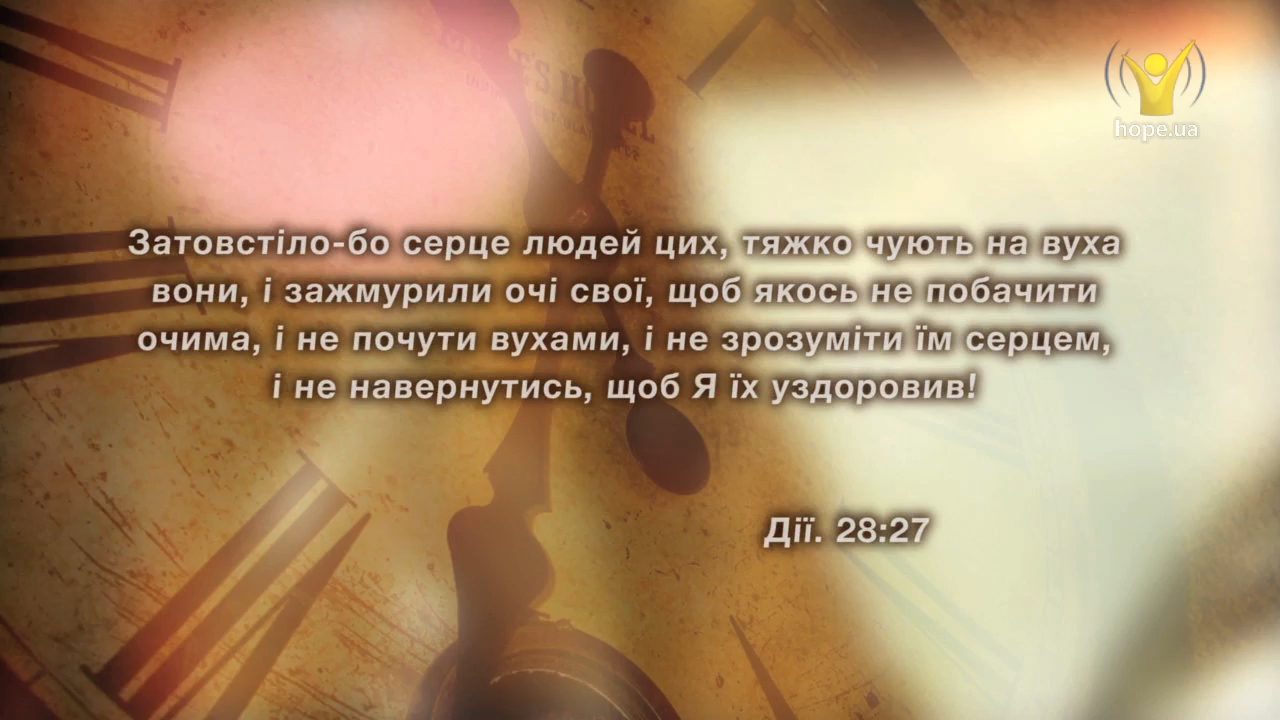 hope.ua
Затовстіло-бо серце людей цих, тяжко чують на вуха
вони, і зажмурили очі свої, щоб якось не побачити
очима, і не почути вухами, і не зрозуміти їм серцем,
і не навернутись, щоб Я їх уздоровив!
Дії. 28:27